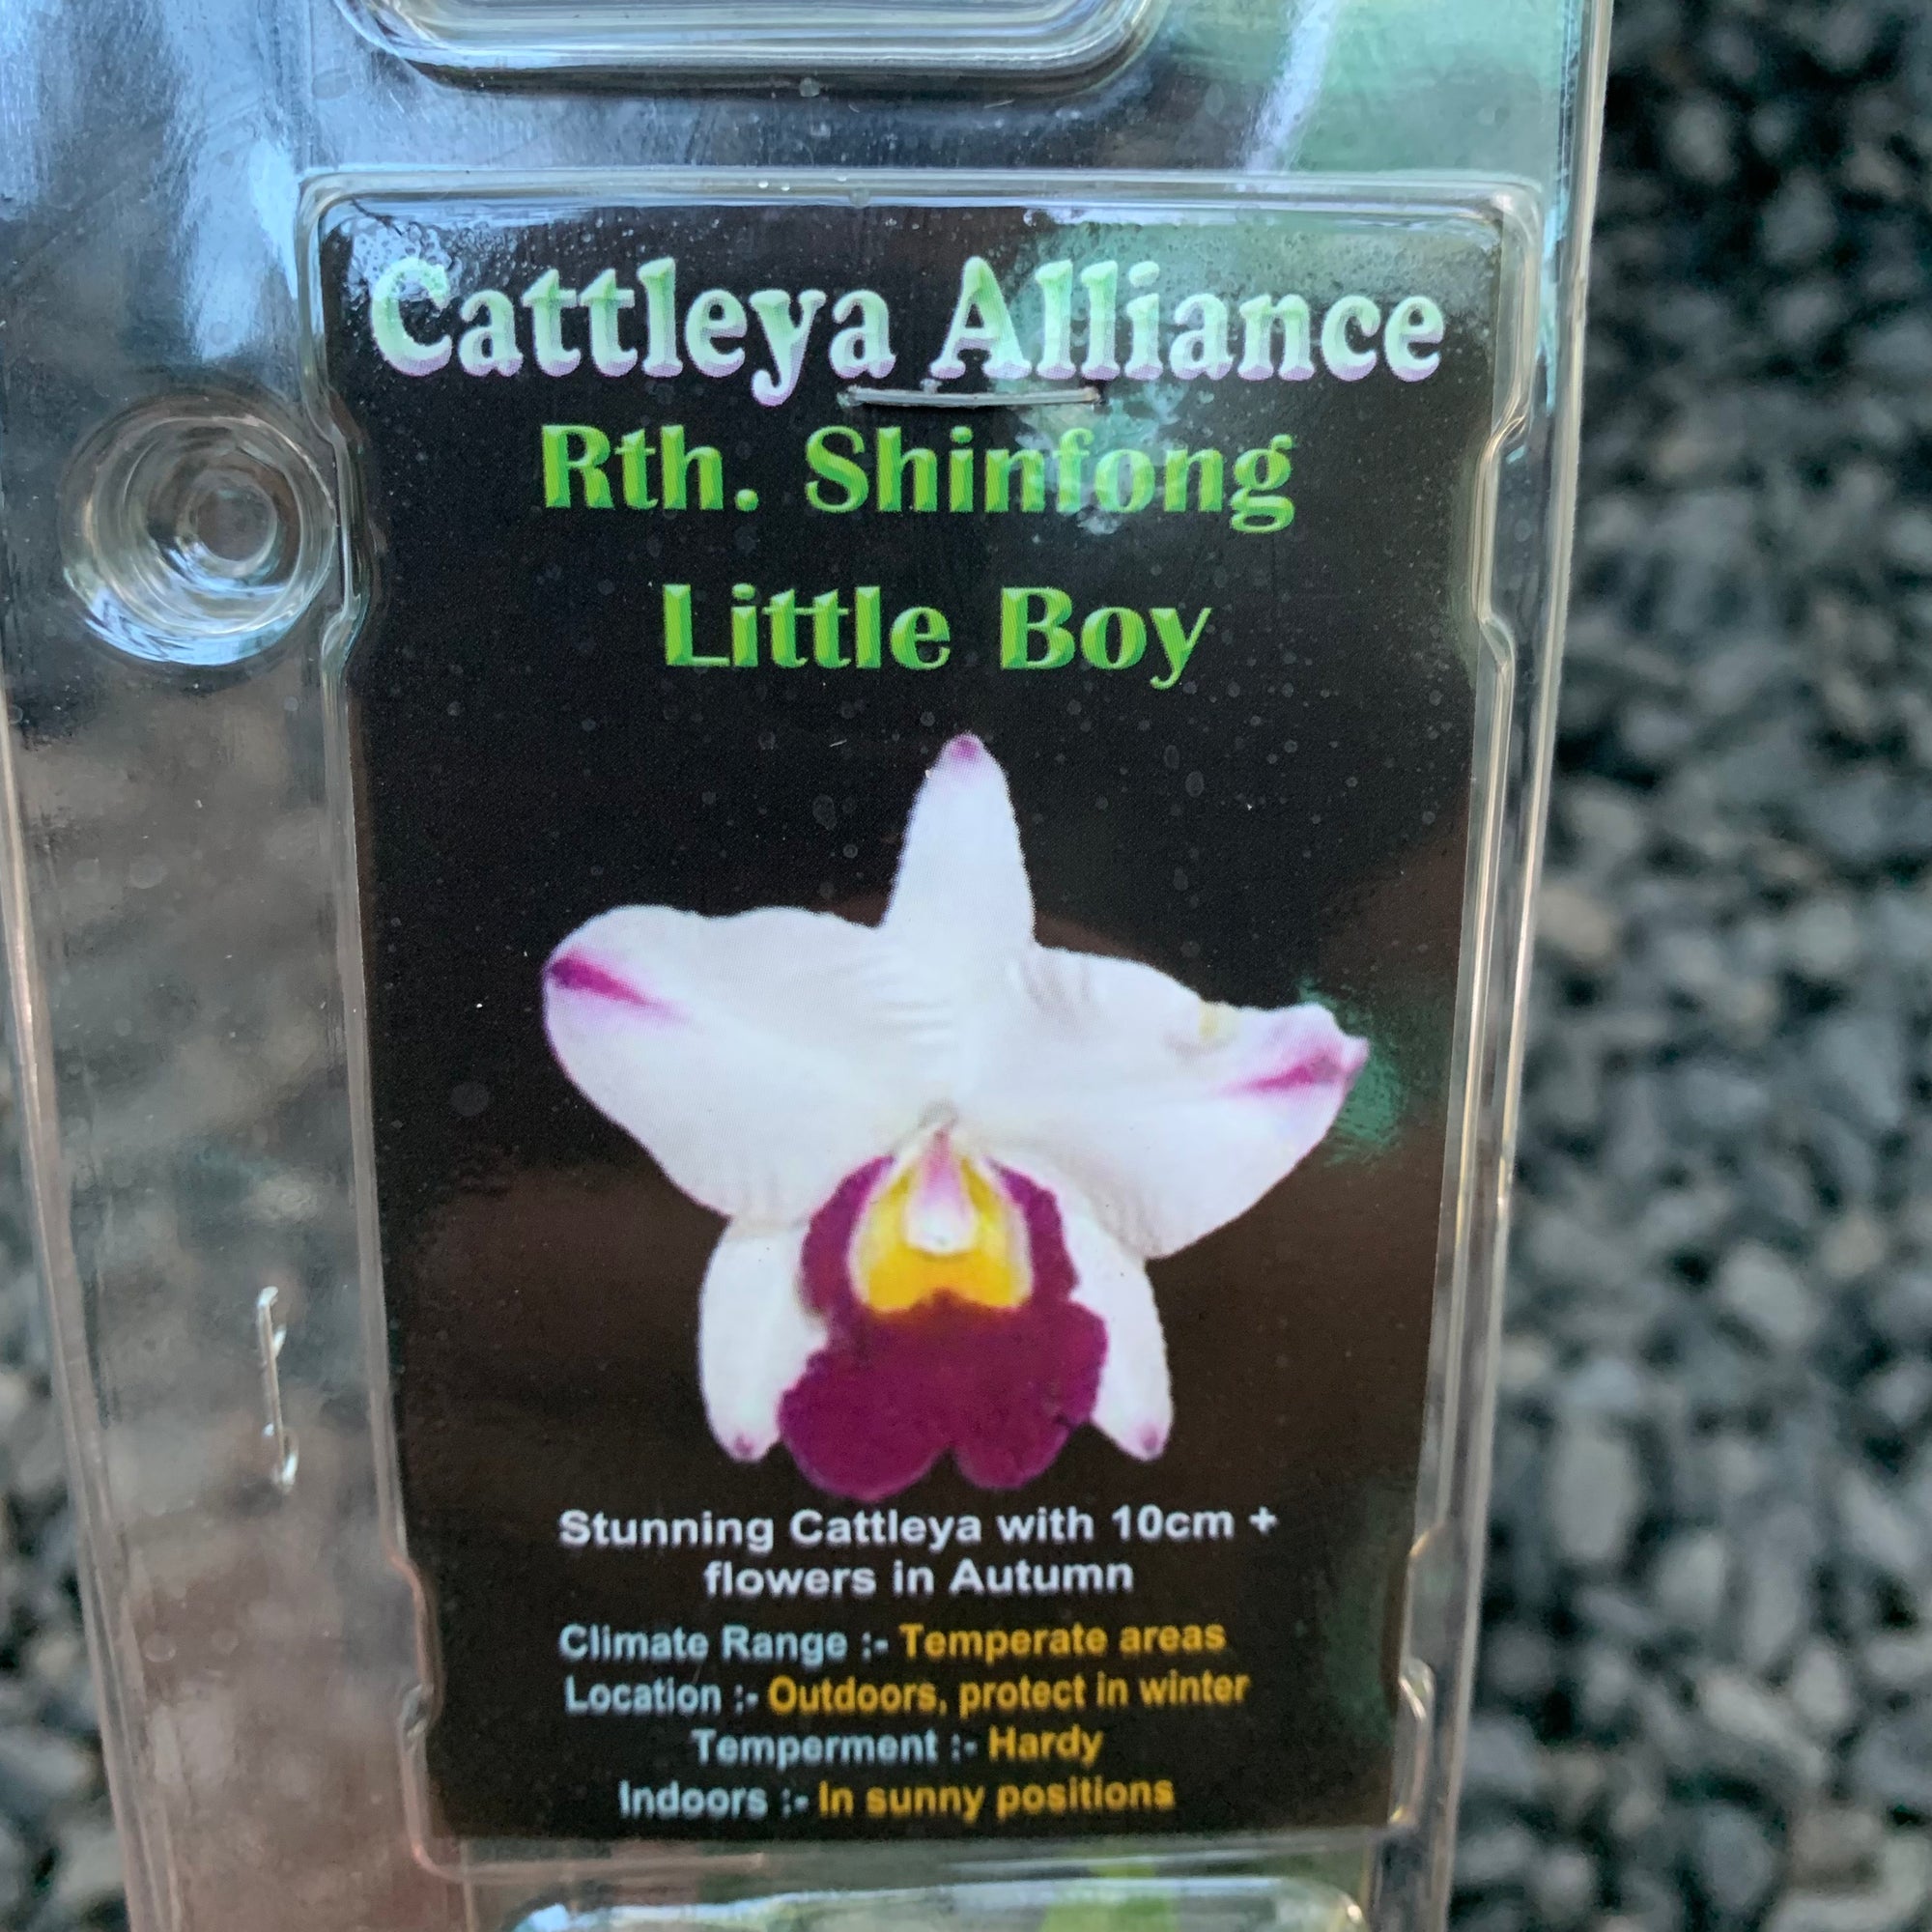 Cattleya Alliance
Rth. Shinfong
Little Boy
Stunning Cattleya with 10cm +
flowers in Autumn
Climate Range :- Temperate areas
Location :- Outdoors, protect in winter
Temperment :- Hardy
Indoors :- In sunny positions